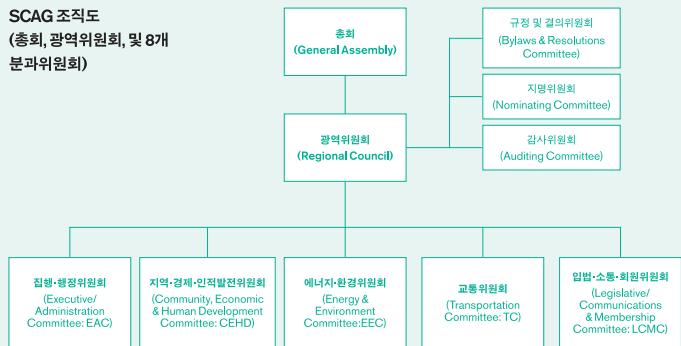 SCAG 조직도
(총회, 광역위원회, 및 8개
분과위원회)
총회
(General Assembly)
규정 및 결의위원회
(Bylaws & Resolutions
Committee)
지명위원회
(Nominating Committee)
광역위원회
(Regional Council)
감사위원회
(Auditing Committee)
집행·행정위원회
(Executive/
Administration
Committee: EAC)
지역·경제·인적발전위원회
(Community, Economic
& Human Development
Committee: CEHD)
에너지·환경위원회
(Energy &
Environment
Committee:EEC)
교통위원회
(Transportation
Committee: TC)
입법·소통·회원위원회
(Legislative/
Communications
& Membership
Committee: LCMC)